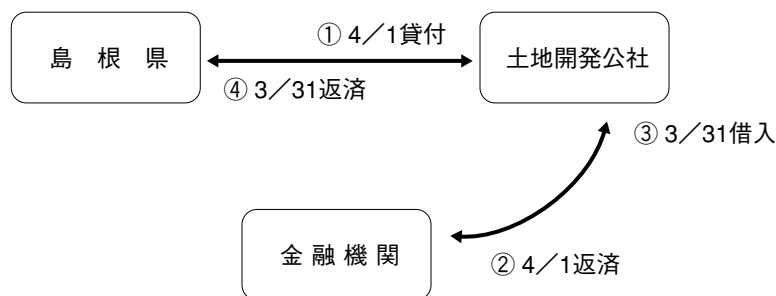 ① 4／1貸付
島　根　県
土地開発公社
④ 3／31返済
③ 3／31借入
金 融 機 関
② 4／1返済